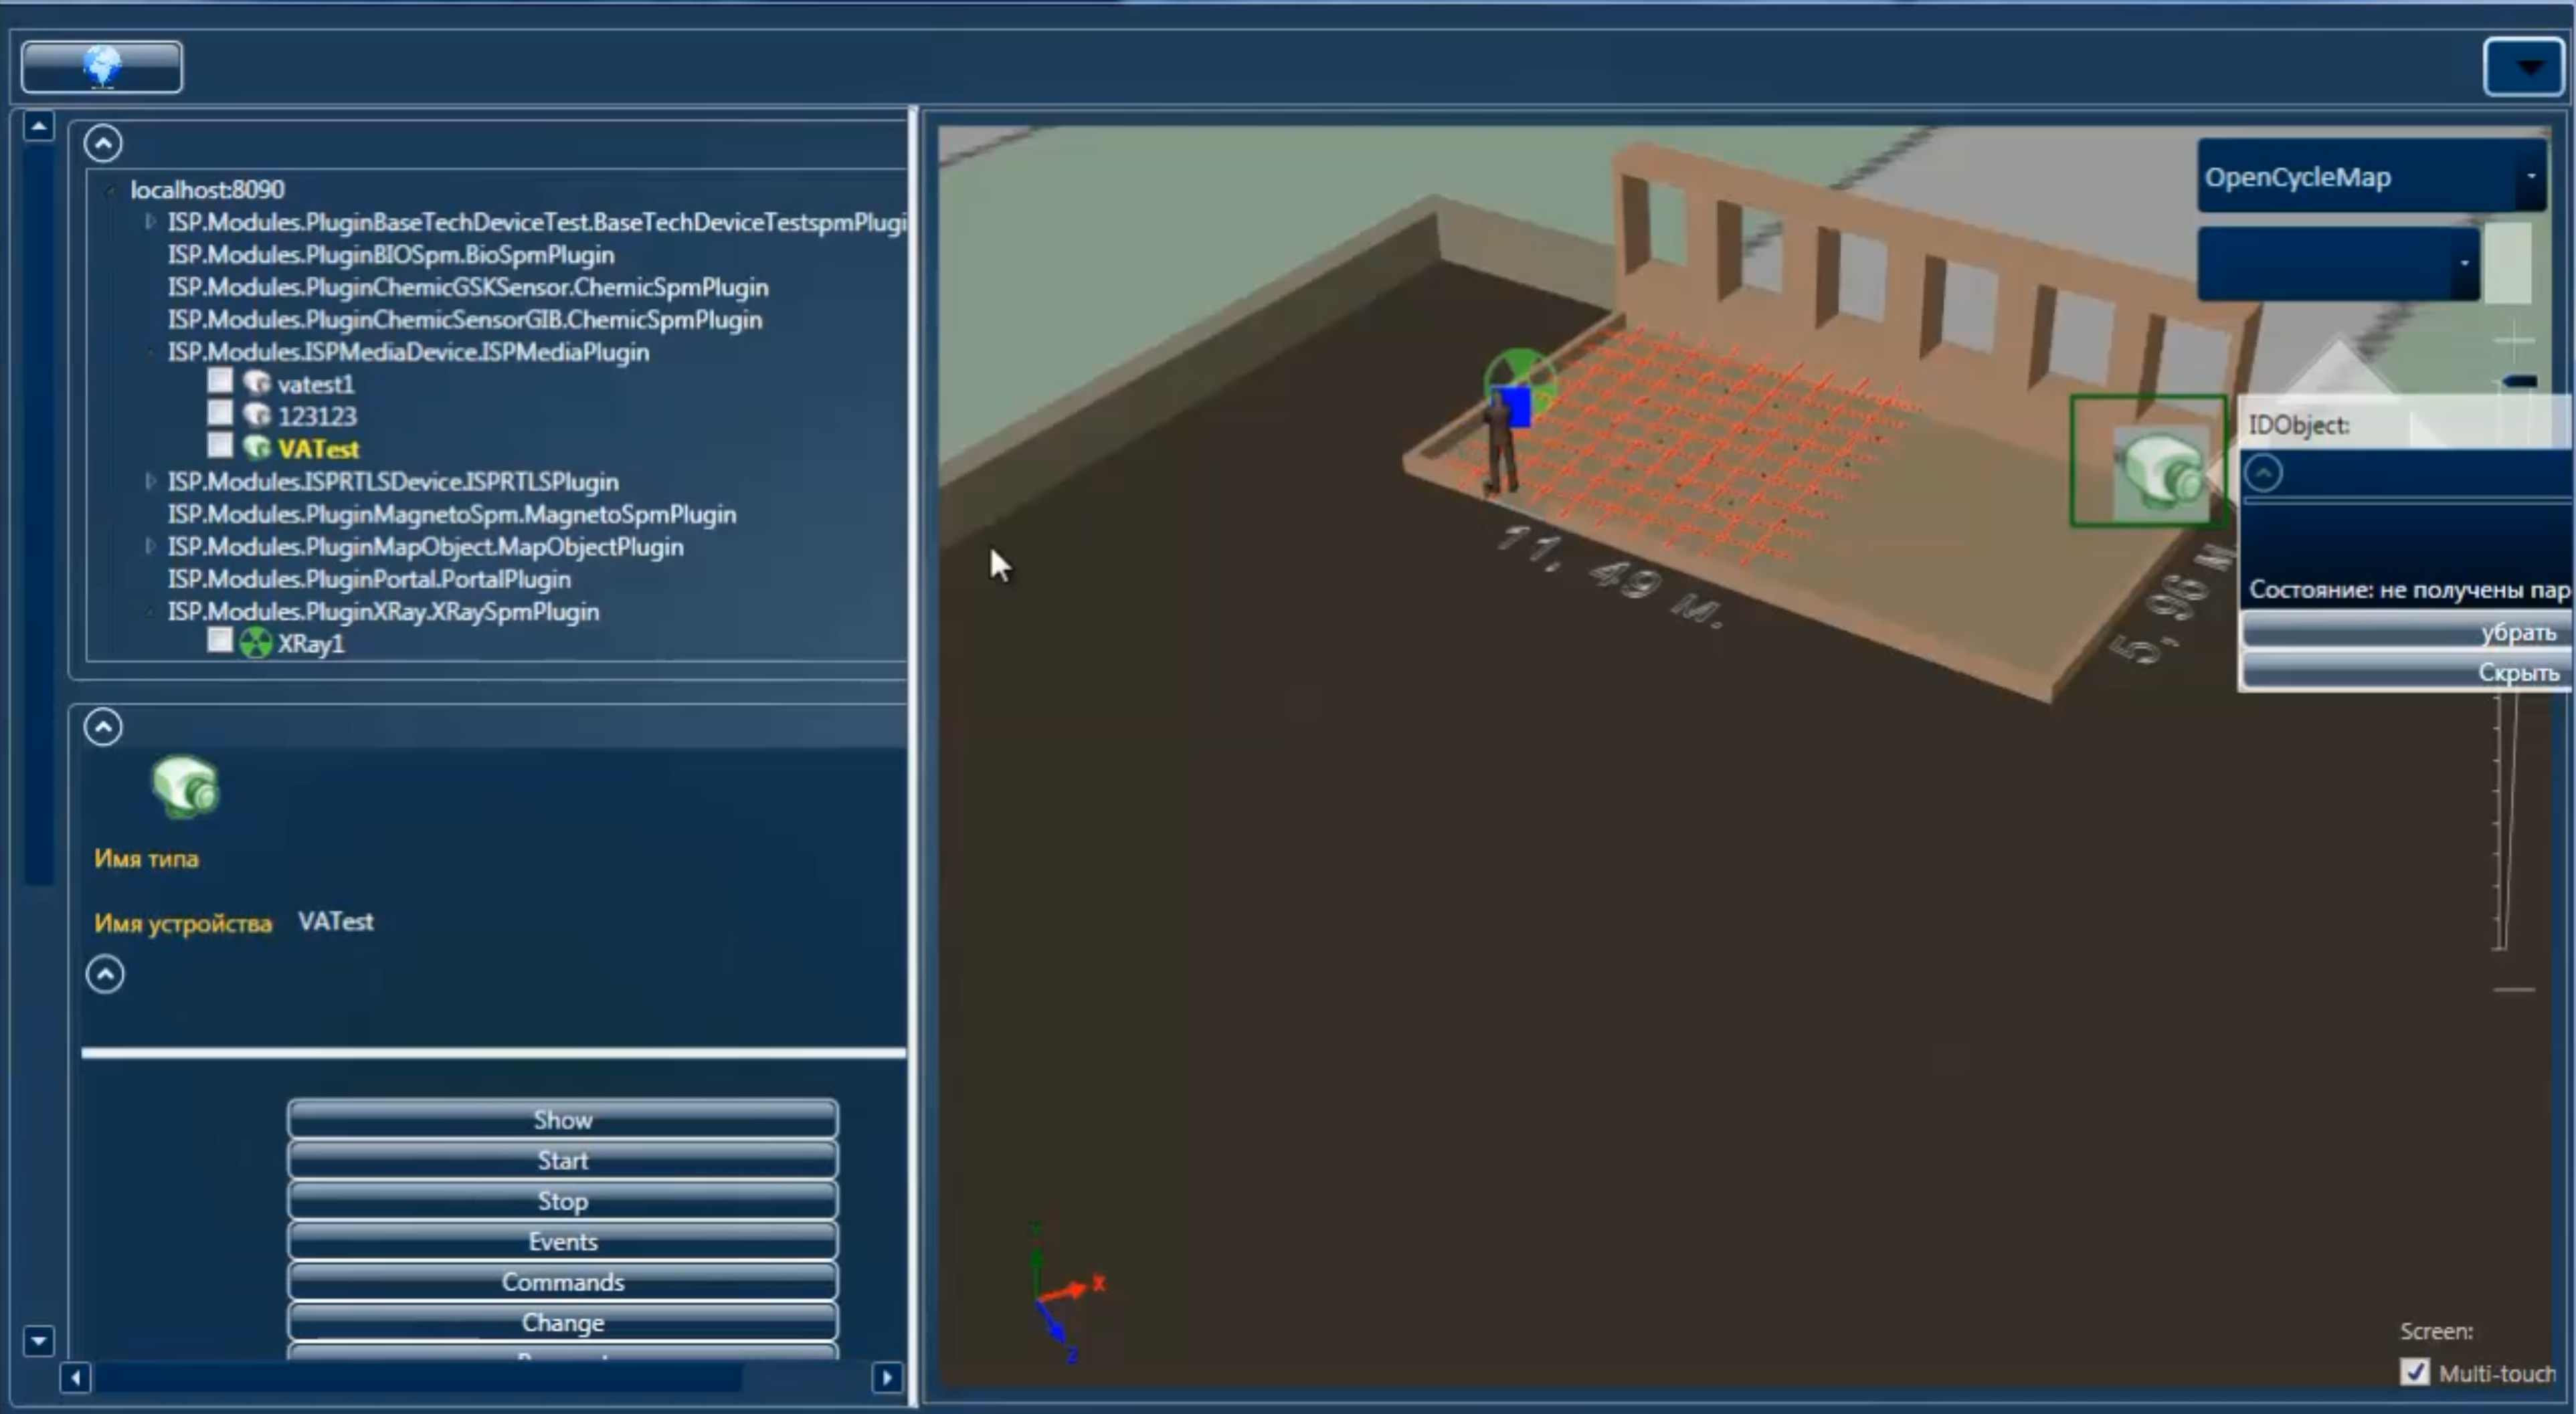 localhost:8090
ISP.Modules.PluginBaseTechDeviceTest.BaseTechDeviceTestspmPlugi
ISP.Modules.PluginBIOSpm.BioSpmPlugin
ISP.Modules.PluginChemicGSKSensor.ChemicSpmPlugin
ISP.Modules.PluginChemicSensorGIB.ChemicSpmPlugin
ISP.Modules.ISPMediaDevice.ISPMediaPlugin
vatest1
123123
VATest
ISP.Modules.ISPRTLSDevice.ISPRTLSPlugin
ISP.Modules.PluginMagnetoSpm.MagnetoSpmPlugin
ISP.Modules.PluginMapObject.MapObjectPlugin
ISP.Modules.PluginPortal.PortalPlugin
ISP.Modules.PluginXRay.XRaySpmPlugin
XRay1
Имя типа
Имя устройства VATest
Show
Start
Stop
Events
Commands
Change
OpenCycleMap
IDObject:
Состояние: не получены пар
убрать
Скрыть
11, 49 м.
X
Z
Screen:
Multi-touch